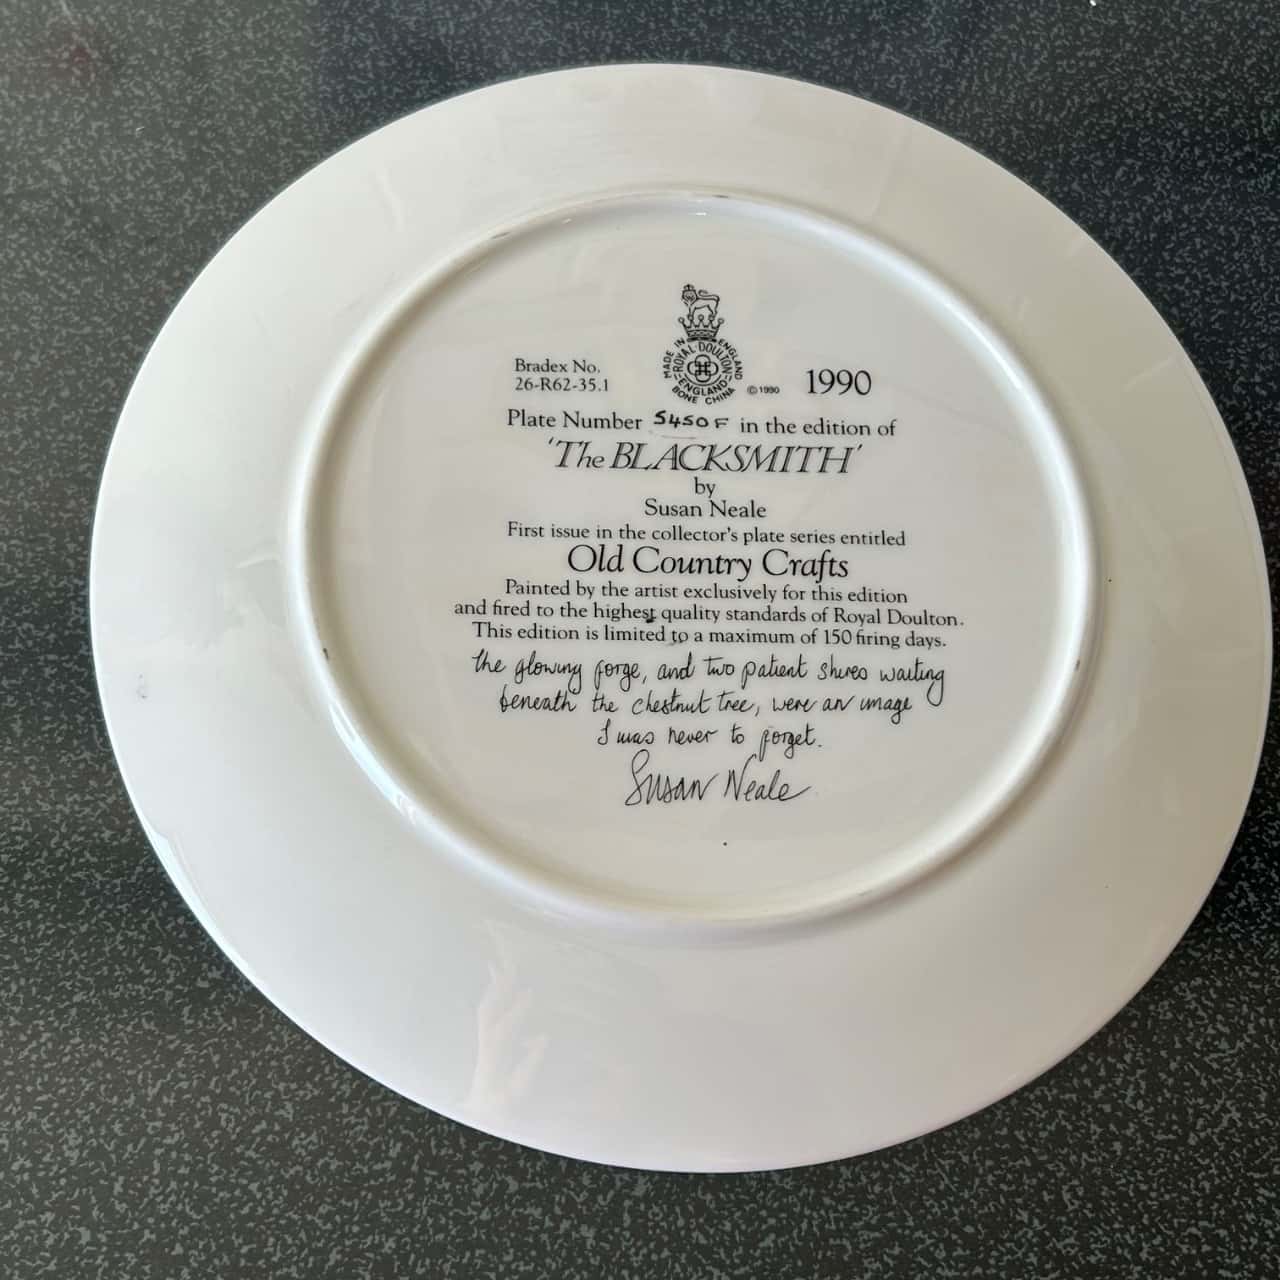 MADE IN ENGLAND
ROYAL·DOULTON
ENGLAND
BONE CHINA
©1990
Bradex No.
26-R62-35.1
1990
Plate Number 5450F in the edition of
'The BLACKSMITH'
by
Susan Neale
First issue in the collector's plate series entitled
Old Country Crafts
Painted by the artist exclusively for this edition
and fired to the highest quality standards of Royal Doulton.
This edition is limited to a maximum of 150 firing days.
the glowing forge, and two patient shires waiting
beneath the chestnut tree, were an image
I was never to forget.
Susan Neale